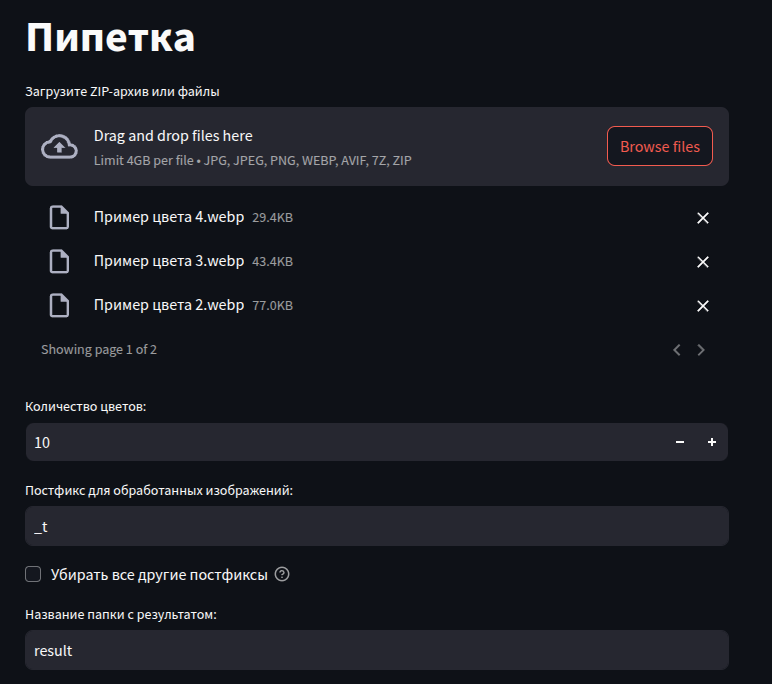 Пипетка
Загрузите ZIP-архив или файлы
Drag and drop files here
Limit 4GB per file • JPG, JPEG, PNG, WEBP, AVIF, 7Z, ZIP
Browse files
Пример цвета 4.webp 29.4KB
Пример цвета 3.webp 43.4KB
Пример цвета 2.webp 77.0KB
Showing page 1 of 2
Количество цветов:
10
Постфикс для обработанных изображений:
_t
Убирать все другие постфиксы
Название папки с результатом:
result